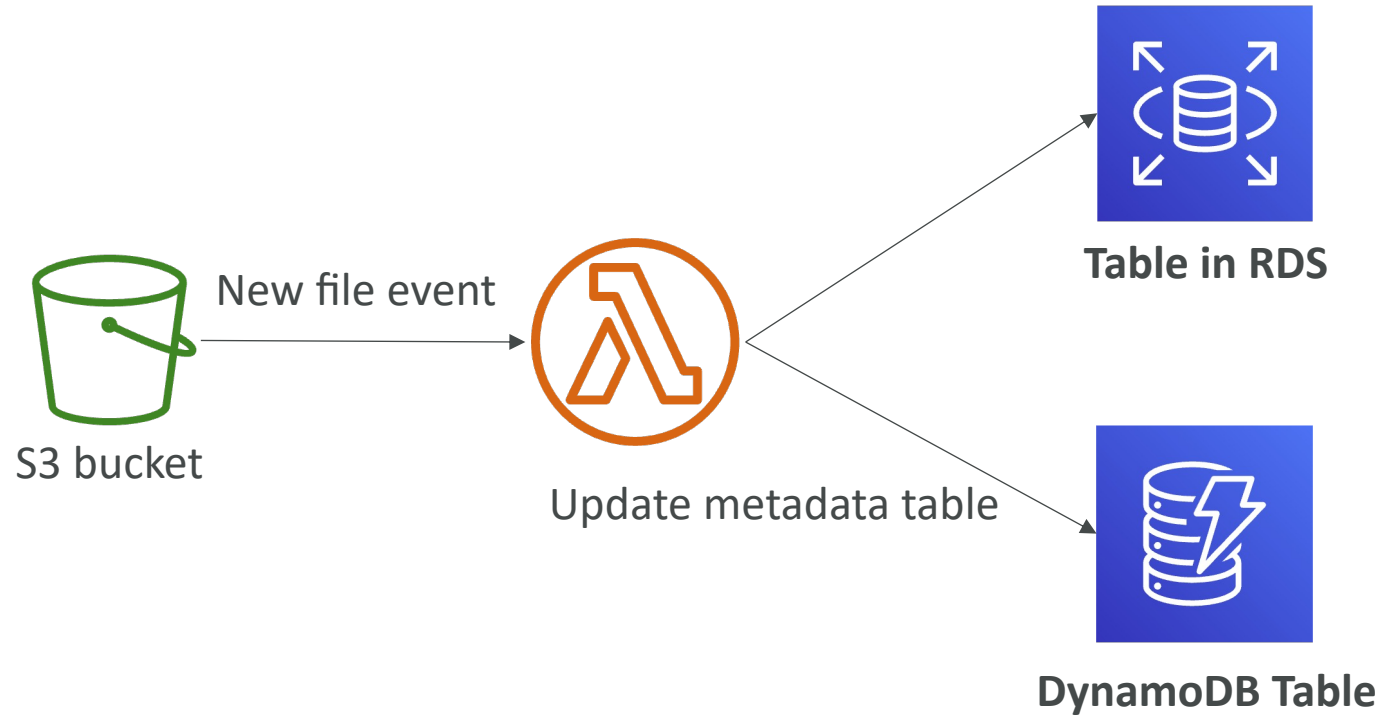 New file event
S3 bucket
Update metadata table
Table in RDS
DynamoDB Table